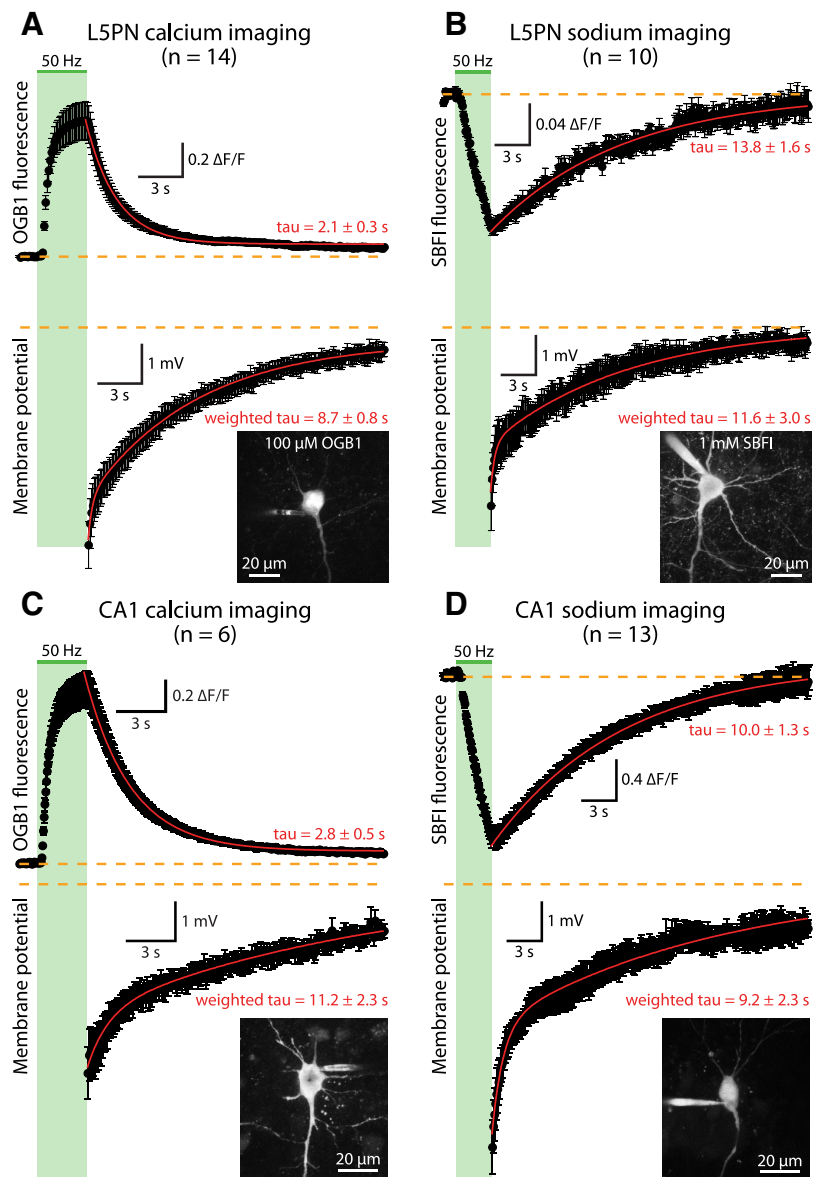 A
L5PN calcium imaging
(n = 14)
50 Hz
OGB1 fluorescence
0.2 ΔF/F
3 s
tau = 2.1 ± 0.3 s
Membrane potential
1 mV
3 s
weighted tau = 8.7 ± 0.8 s
100 μM OGB1
20 μm
B
L5PN sodium imaging
(n = 10)
50 Hz
SBFI fluorescence
0.04 ΔF/F
3 s
tau = 13.8 ± 1.6 s
Membrane potential
1 mV
3 s
weighted tau = 11.6 ± 3.0 s
1 mM SBFI
20 μm
C
CA1 calcium imaging
(n = 6)
50 Hz
OGB1 fluorescence
0.2 ΔF/F
3 s
tau = 2.8 ± 0.5 s
Membrane potential
1 mV
3 s
weighted tau = 11.2 ± 2.3 s
20 μm
D
CA1 sodium imaging
(n = 13)
50 Hz
SBFI fluorescence
tau = 10.0 ± 1.3 s
0.4 ΔF/F
3 s
Membrane potential
1 mV
3 s
weighted tau = 9.2 ± 2.3 s
20 μm